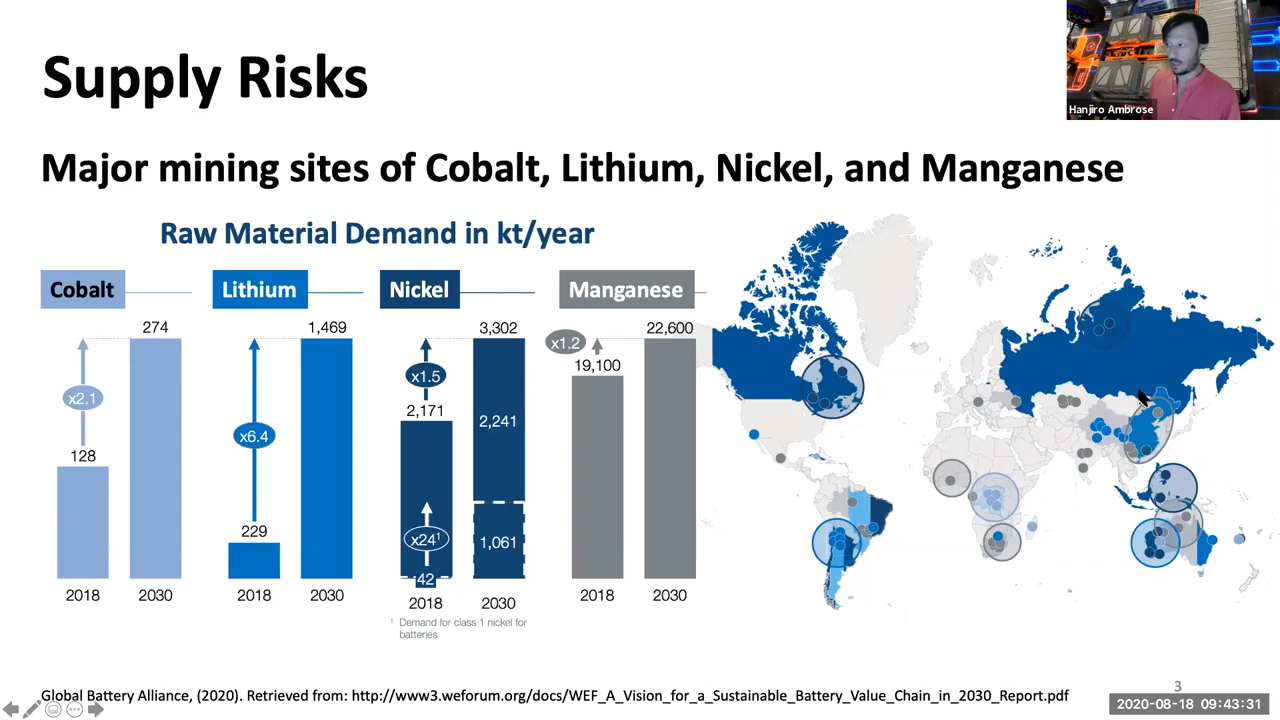 Supply Risks
Hanjiro Ambrose
Major mining sites of Cobalt, Lithium, Nickel, and Manganese
Raw Material Demand in kt/year
Cobalt
Lithium
Nickel
Manganese
274
x2.1
128
2018
2030
1,469
x6.4
229
2018
2030
3,302
x1.5
2,171
2,241
x24¹
1,061
42
2018
2030
¹ Demand for class 1 nickel for
batteries
22,600
x1.2
19,100
2018
2030
Global Battery Alliance, (2020). Retrieved from: http://www3.weforum.org/docs/WEF_A_Vision_for_a_Sustainable_Battery_Value_Chain_in_2030_Report.pdf
3
2020-08-18 09:43:31